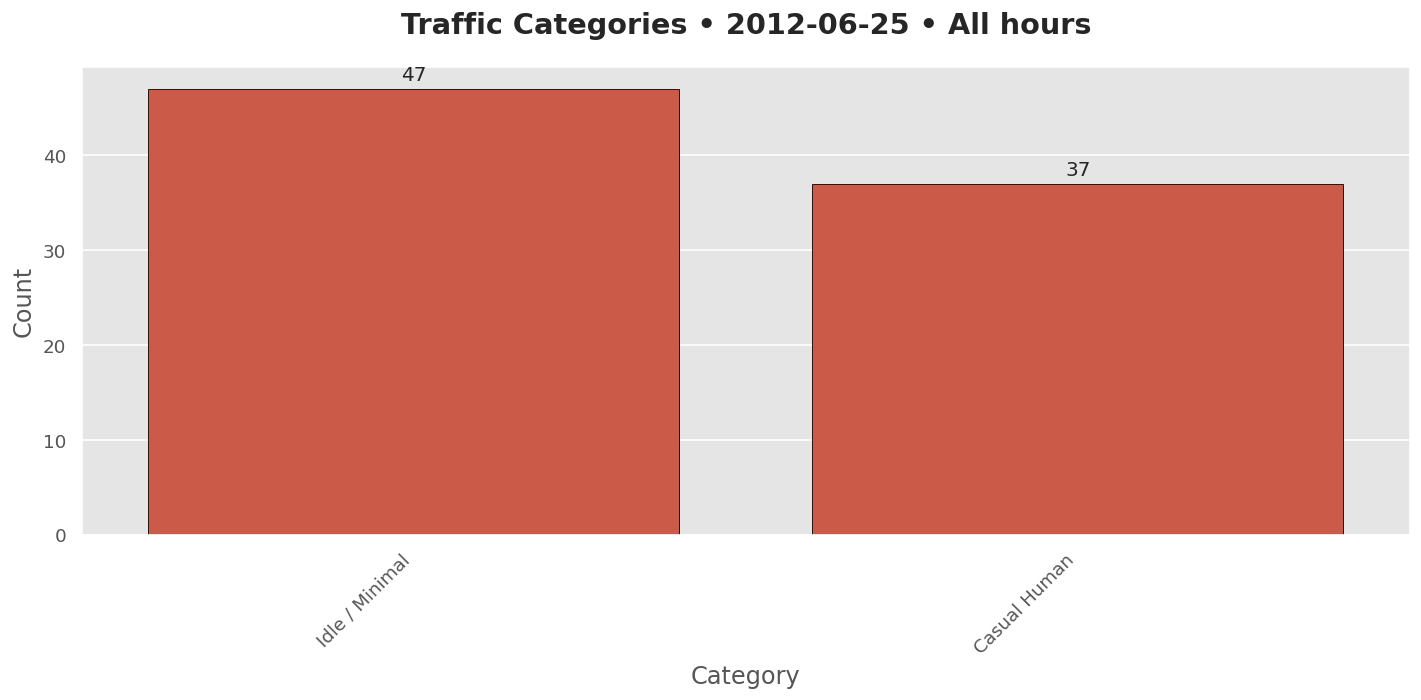 Traffic Categories • 2012-06-25 • All hours
47
37
40
30
20
10
0
Count
Idle / Minimal
Casual Human
Category